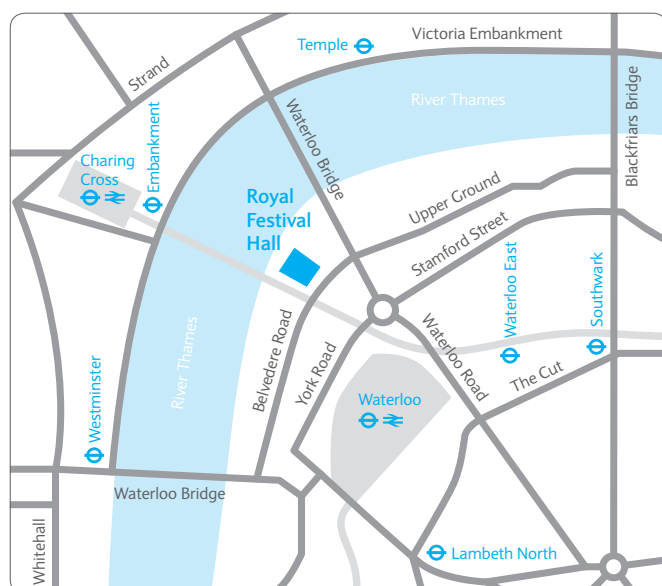 Victoria Embankment
Temple
Strand
River Thames
Blackfriars Bridge
Waterloo Bridge
Charing
Cross
Embankment
Royal
Festival
Hall
Upper Ground
Stamford Street
Waterloo East
Southwark
River Thames
Belvedere Road
York Road
Waterloo Road
The Cut
Westminster
Waterloo
Waterloo Bridge
Whitehall
Lambeth North